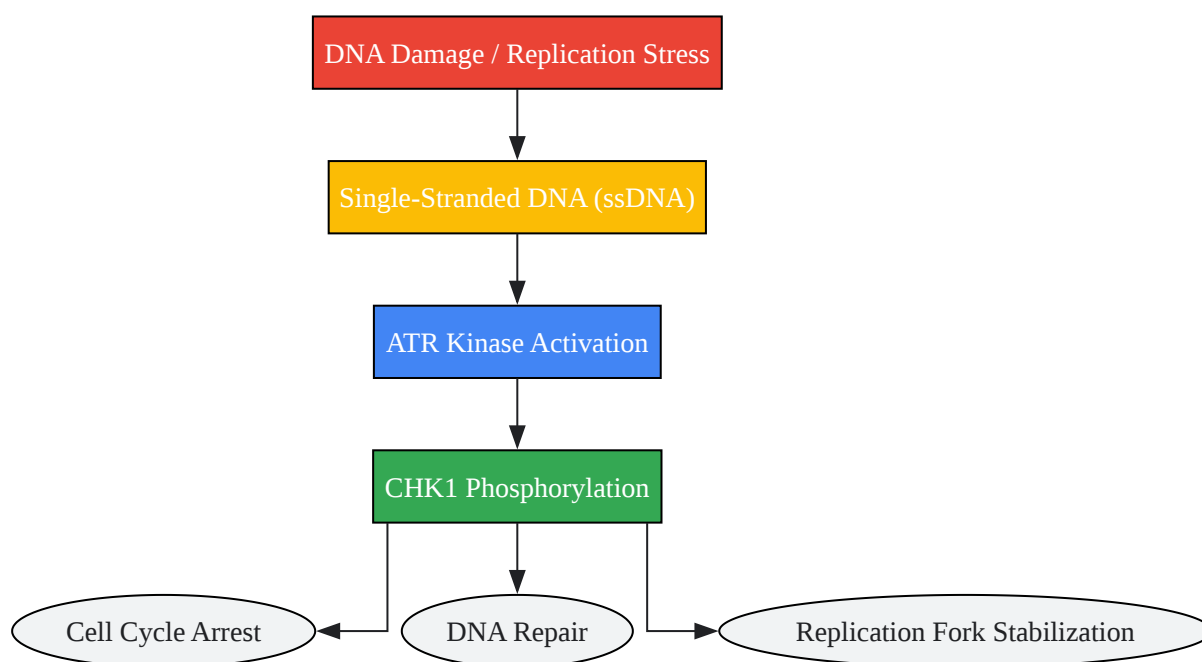 DNA Damage / Replication Stress
Single-Stranded DNA (ssDNA)
ATR Kinase Activation
CHK1 Phosphorylation
Cell Cycle Arrest
DNA Repair
Replication Fork Stabilization